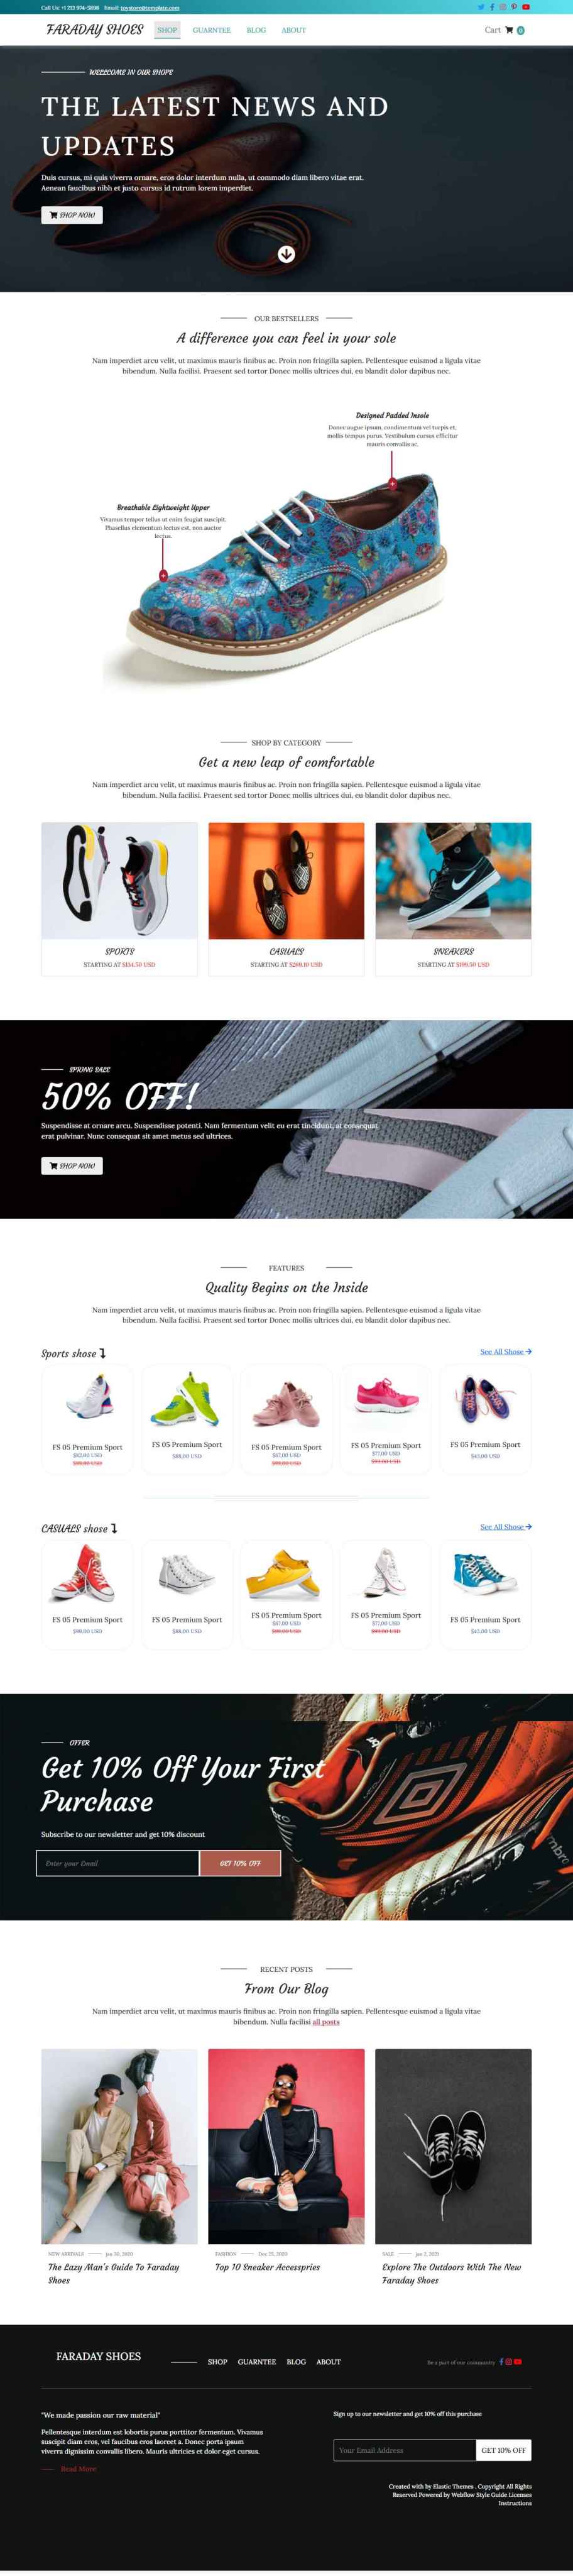 Call Us: +1 213 974-5898 Email: toystore@template.com
FARADAY SHOES SHOP GUARNTEE BLOG ABOUT Cart 0
WELLCOME IN OUR SHOPE
THE LATEST NEWS AND
UPDATES
Duis cursus, mi quis viverra ornare, eros dolor interdum nulla, ut commodo diam libero vitae erat.
Aenean faucibus nibh et justo cursus id rutrum lorem imperdiet.
SHOP NOW
OUR BESTSELLERS
A difference you can feel in your sole
Nam imperdiet arcu velit, ut maximus mauris finibus ac. Proin non fringilla sapien. Pellentesque euismod a ligula vitae
bibendum. Nulla facilisi. Praesent sed tortor Donec mollis ultrices dui, eu blandit dolor dapibus nec.
Designed Padded Insole
Donec augue ipsum, condimentum vel turpis et,
mollis tempus purus. Vestibulum cursus efficitur
mauris convallis ac.
Breathable Lightweight Upper
Vivamus tempor tellus ut enim feugiat suscipit.
Phasellus elementum lectus est, non auctor
lectus.
SHOP BY CATEGORY
Get a new leap of comfortable
Nam imperdiet arcu velit, ut maximus mauris finibus ac. Proin non fringilla sapien. Pellentesque euismod a ligula vitae
bibendum. Nulla facilisi. Praesent sed tortor Donec mollis ultrices dui, eu blandit dolor dapibus nec.
SPORTS
STARTING AT $134.50 USD
CASUALS
STARTING AT $269.10 USD
SNEAKERS
STARTING AT $199.50 USD
SPRING SALE
50% OFF!
Suspendisse at ornare arcu. Suspendisse potenti. Nam fermentum velit eu erat tincidunt, at consequat
erat pulvinar. Nunc consequat sit amet metus sed ultrices.
SHOP NOW
FEATURES
Quality Begins on the Inside
Nam imperdiet arcu velit, ut maximus mauris finibus ac. Proin non fringilla sapien. Pellentesque euismod a ligula vitae
bibendum. Nulla facilisi. Praesent sed tortor Donec mollis ultrices dui, eu blandit dolor dapibus nec.
Sports shose See All Shose
FS 05 Premium Sport
$82.00 USD
FS 05 Premium Sport
$88.00 USD
FS 05 Premium Sport
$67.00 USD
FS 05 Premium Sport
$77.00 USD
FS 05 Premium Sport
$43.00 USD
CASUALS shose See All Shose
FS 05 Premium Sport
$99.00 USD
FS 05 Premium Sport
$88.00 USD
FS 05 Premium Sport
$67.00 USD
FS 05 Premium Sport
$77.00 USD
FS 05 Premium Sport
$43.00 USD
OFFER
Get 10% Off Your First
Purchase
Subscribe to our newsletter and get 10% discount
Enter your Email GET 10% OFF
RECENT POSTS
From Our Blog
Nam imperdiet arcu velit, ut maximus mauris finibus ac. Proin non fringilla sapien. Pellentesque euismod a ligula vitae
bibendum. Nulla facilisi all posts
NEW ARRIVALS Jan 30, 2020
The Lazy Man's Guide To Faraday
Shoes
FASHION Dec 25, 2020
Top 10 Sneaker Accesspries
SALE Jan 2, 2021
Explore The Outdoors With The New
Faraday Shoes
FARADAY SHOES SHOP GUARNTEE BLOG ABOUT Be a part of our community
"We made passion our raw material"
Pellentesque interdum est lobortis purus porttitor fermentum. Vivamus
suscipit diam eros, vel faucibus eros laoreet a. Donec porta ipsum
viverra dignissim convallis libero. Mauris ultricies et dolor eget cursus.
Read More
Sign up to our newsletter and get 10% off this purchase
Your Email Address GET 10% OFF
Created with by Elastic Themes . Copyright All Rights
Reserved Powered by Webflow Style Guide Licenses
Instructions